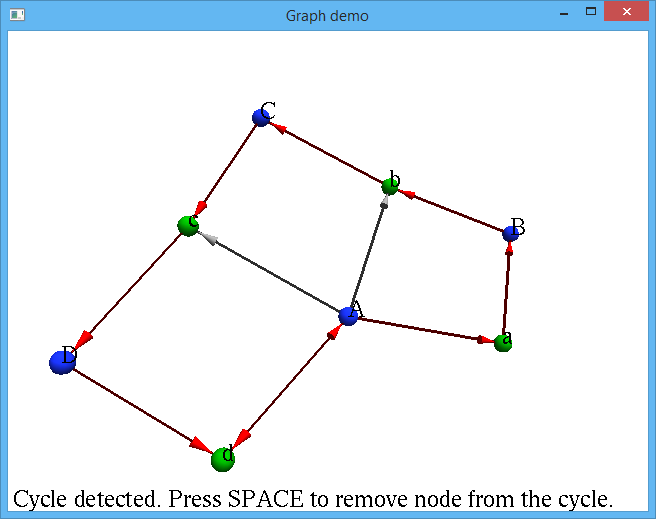 Graph demo
C
b
B
c
A
a
D
d
Cycle detected. Press SPACE to remove node from the cycle.